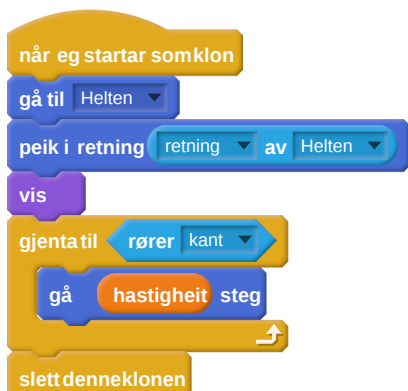 når eg startar som klon
gå til Helten
peik i retning retning av Helten
vis
gjenta til rører kant
gå hastigheit steg
slett denne klonen